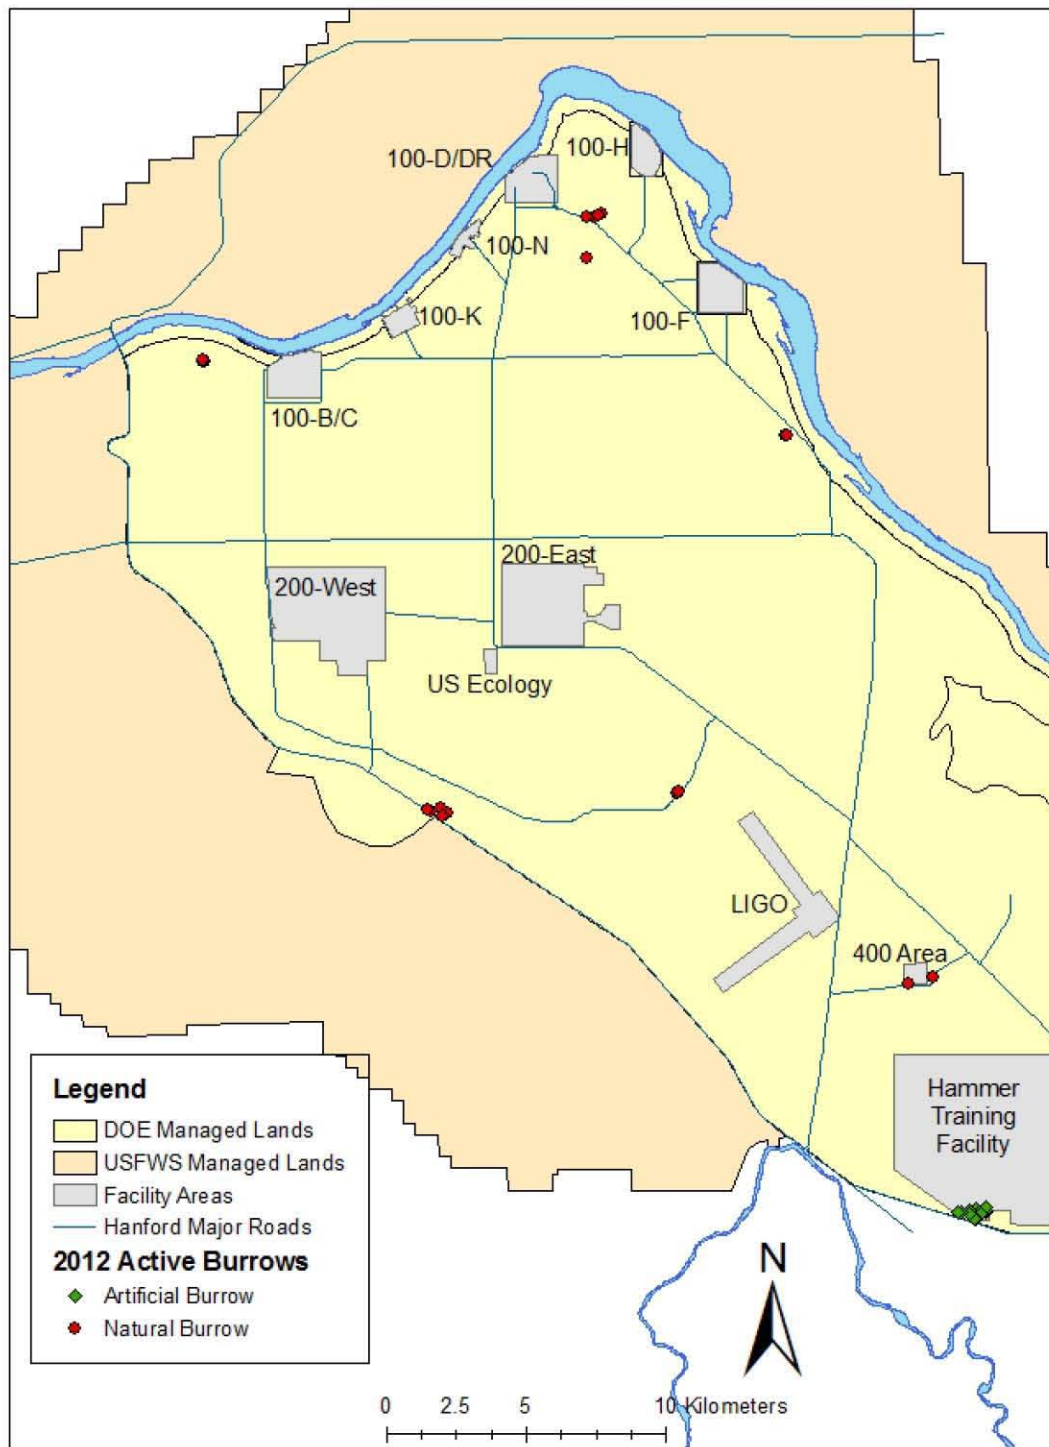 100-D/DR
100-H
100-N
100-K
100-F
100-B/C
200-West
200-East
US Ecology
LIGO
400 Area
Hammer
Training
Facility
Legend
DOE Managed Lands
USFWS Managed Lands
Facility Areas
Hanford Major Roads
2012 Active Burrows
Artificial Burrow
Natural Burrow
N
0 2.5 5 10 Kilometers